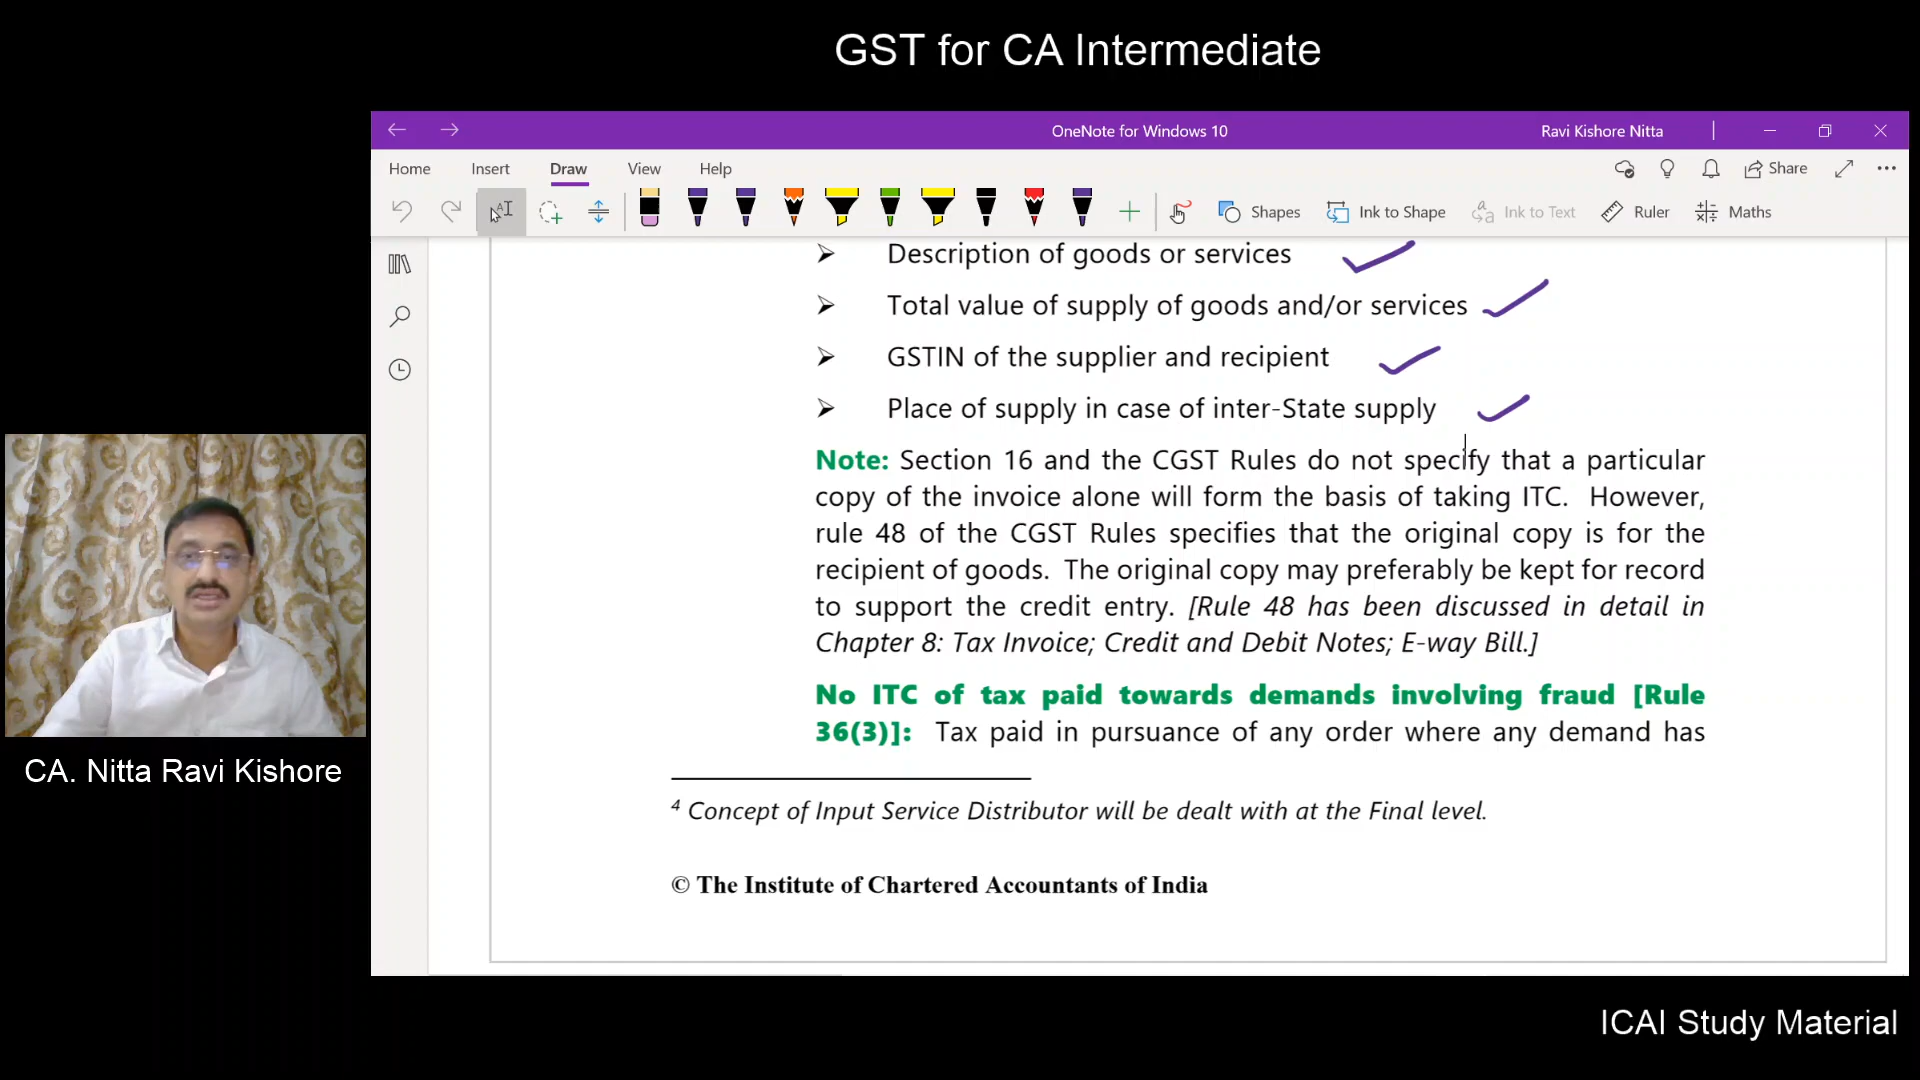 GST for CA Intermediate
OneNote for Windows 10
Ravi Kishore Nitta
Home Insert Draw View Help
Share
Shapes Ink to Shape Ink to Text Ruler Maths
➢ Description of goods or services
➢ Total value of supply of goods and/or services
➢ GSTIN of the supplier and recipient
➢ Place of supply in case of inter-State supply
Note: Section 16 and the CGST Rules do not specify that a particular
copy of the invoice alone will form the basis of taking ITC. However,
rule 48 of the CGST Rules specifies that the original copy is for the
recipient of goods. The original copy may preferably be kept for record
to support the credit entry. [Rule 48 has been discussed in detail in
Chapter 8: Tax Invoice; Credit and Debit Notes; E-way Bill.]
No ITC of tax paid towards demands involving fraud [Rule
36(3)]: Tax paid in pursuance of any order where any demand has
4 Concept of Input Service Distributor will be dealt with at the Final level.
© The Institute of Chartered Accountants of India
CA. Nitta Ravi Kishore
ICAI Study Material